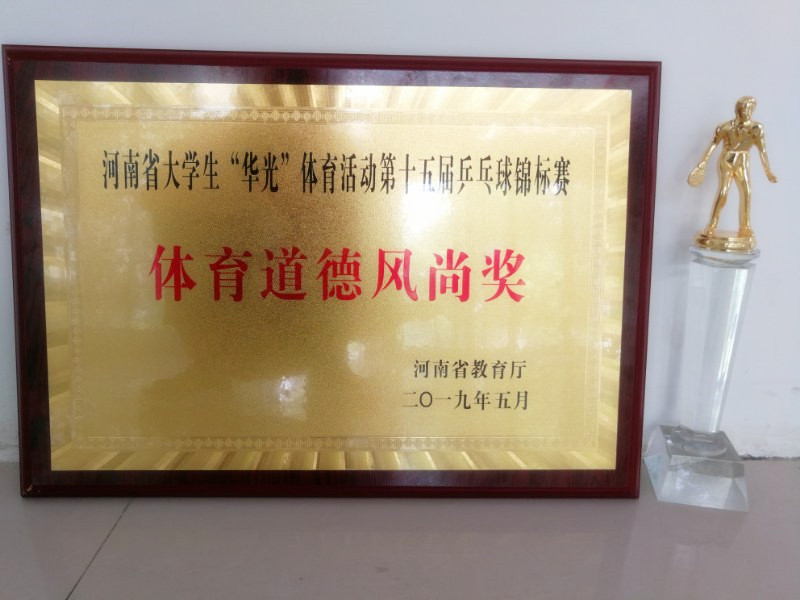 河南省大学生“华光”体育活动第十五届乒乓球锦标赛
体育道德风尚奖
河南省教育厅
二〇一九年五月